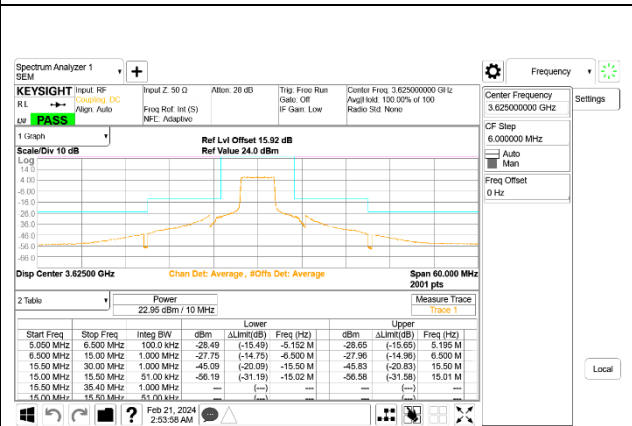 Spectrum Analyzer 1
SEM
Frequency
KEYSIGHT
RL
PASS
Input: RF
Coupling: DC
Align: Auto
Input Z: 50 Ω
Freq Ref: Int (S)
NFE: Adaptive
Atten: 28 dB
Trig: Free Run
Gate: Off
IF Gain: Low
Center Freq: 3.625000000 GHz
Avg|Hold: 100.00% of 100
Radio Std: None
Center Frequency
3.625000000 GHz
Settings
CF Step
6.000000 MHz
Auto
Man
Freq Offset
0 Hz
1 Graph
Ref Lvl Offset 15.92 dB
Scale/Div 10 dB
Ref Value 24.0 dBm
Log
14.0
4.00
-6.00
-16.0
-26.0
-36.0
-46.0
-56.0
-66.0
Disp Center 3.62500 GHz
Chan Det: Average , #Offs Det: Average
Span 60.000 MHz
2001 pts
2 Table
Power
22.95 dBm / 10 MHz
Measure Trace
Trace 1
Lower Upper
Start Freq Stop Freq Integ BW dBm ΔLimit(dB) Freq (Hz) dBm ΔLimit(dB) Freq (Hz)
5.050 MHz 6.500 MHz 100.0 kHz -28.49 (-15.49) -5.152 M -28.65 (-15.65) 5.195 M
6.500 MHz 15.00 MHz 1.000 MHz -27.75 (-14.75) -6.500 M -27.96 (-14.96) 6.500 M
15.00 MHz 30.00 MHz 1.000 MHz -45.09 (-20.09) -15.50 M -45.83 (-20.83) 15.50 M
15.00 MHz 15.50 MHz 51.00 kHz -56.19 (-31.19) -15.02 M -56.58 (-31.58) 15.01 M
15.50 MHz 35.40 MHz 1.000 MHz --- (---) --- (---)
15.00 MHz 15.50 MHz 51.00 kHz --- (---) --- (---)
Feb 21, 2024
2:53:58 AM
Local